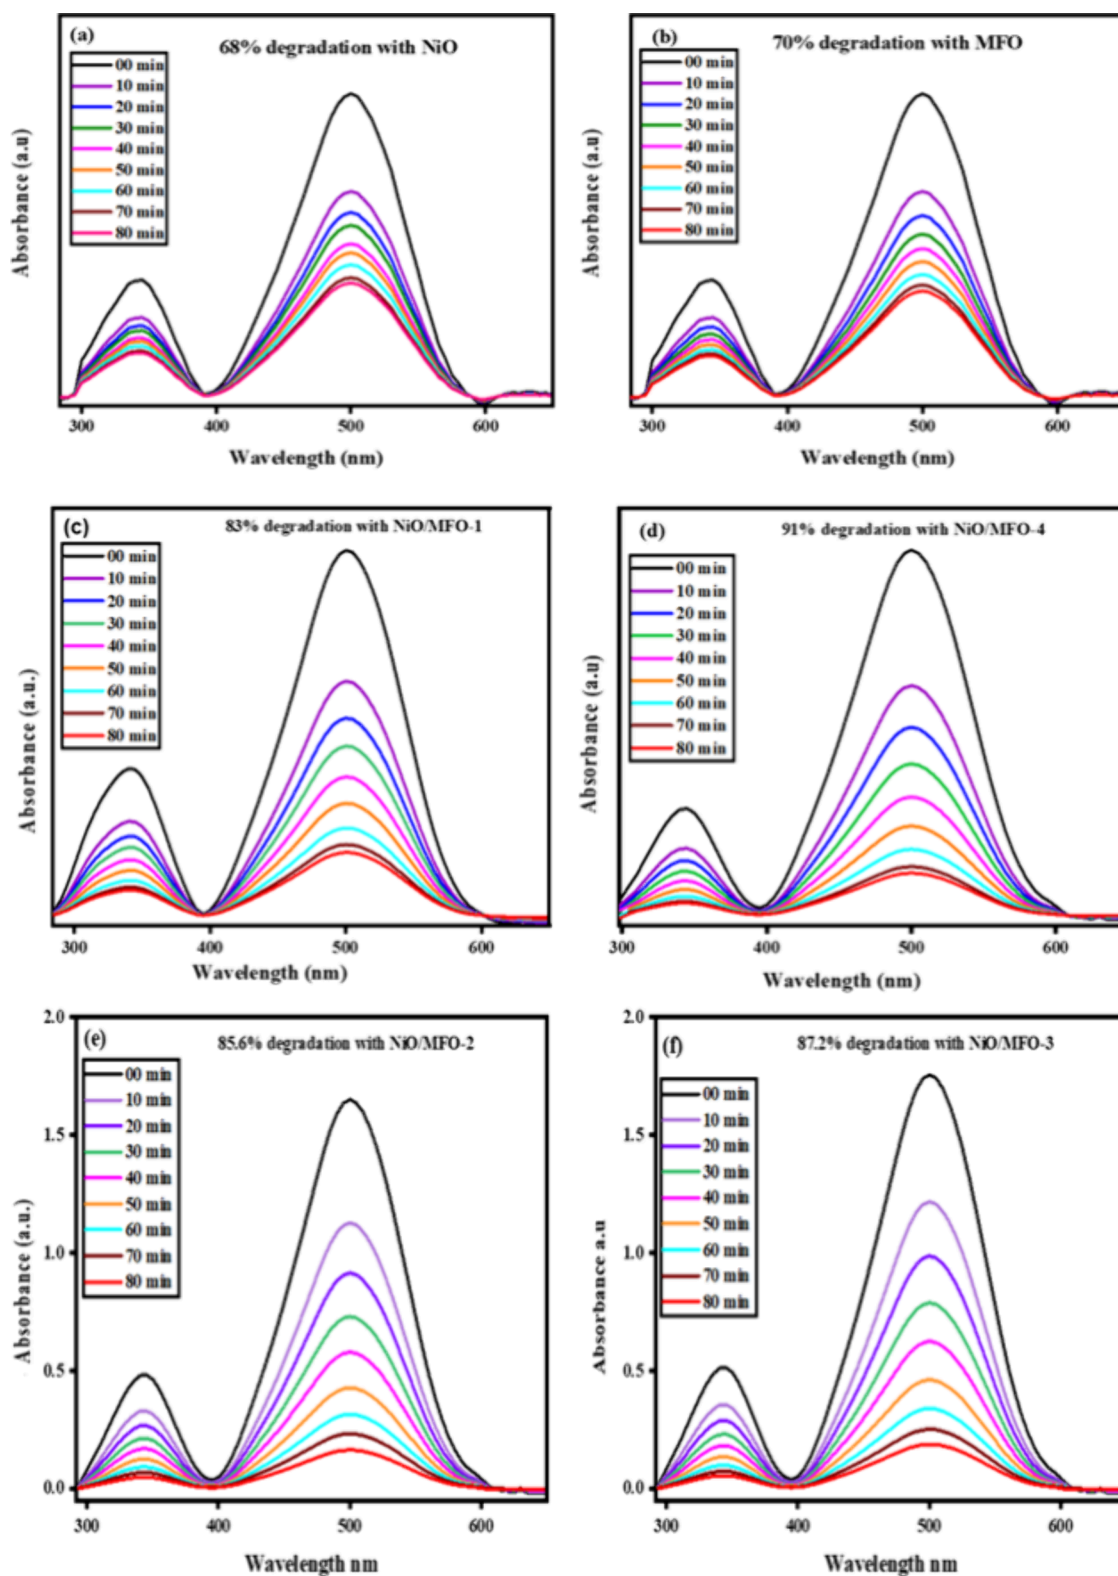 (a)
68% degradation with NiO
00 min
10 min
20 min
30 min
40 min
50 min
60 min
70 min
80 min
Absorbance (a.u)
300 400 500 600
Wavelength (nm)
(b)
70% degradation with MFO
00 min
10 min
20 min
30 min
40 min
50 min
60 min
70 min
80 min
Absorbance (a.u)
300 400 500 600
Wavelength (nm)
(c)
83% degradation with NiO/MFO-1
00 min
10 min
20 min
30 min
40 min
50 min
60 min
70 min
80 min
Absorbance (a.u.)
300 400 500 600
Wavelength (nm)
(d)
91% degradation with NiO/MFO-4
00 min
10 min
20 min
30 min
40 min
50 min
60 min
70 min
80 min
Absorbance (a.u)
300 400 500 600
Wavelength (nm)
(e)
85.6% degradation with NiO/MFO-2
00 min
10 min
20 min
30 min
40 min
50 min
60 min
70 min
80 min
Absorbance (a.u.)
2.0
1.5
1.0
0.5
0.0
300 400 500 600
Wavelength nm
(f)
87.2% degradation with NiO/MFO-3
00 min
10 min
20 min
30 min
40 min
50 min
60 min
70 min
80 min
Absorbance a.u
2.0
1.5
1.0
0.5
0.0
300 400 500 600
Wavelength nm